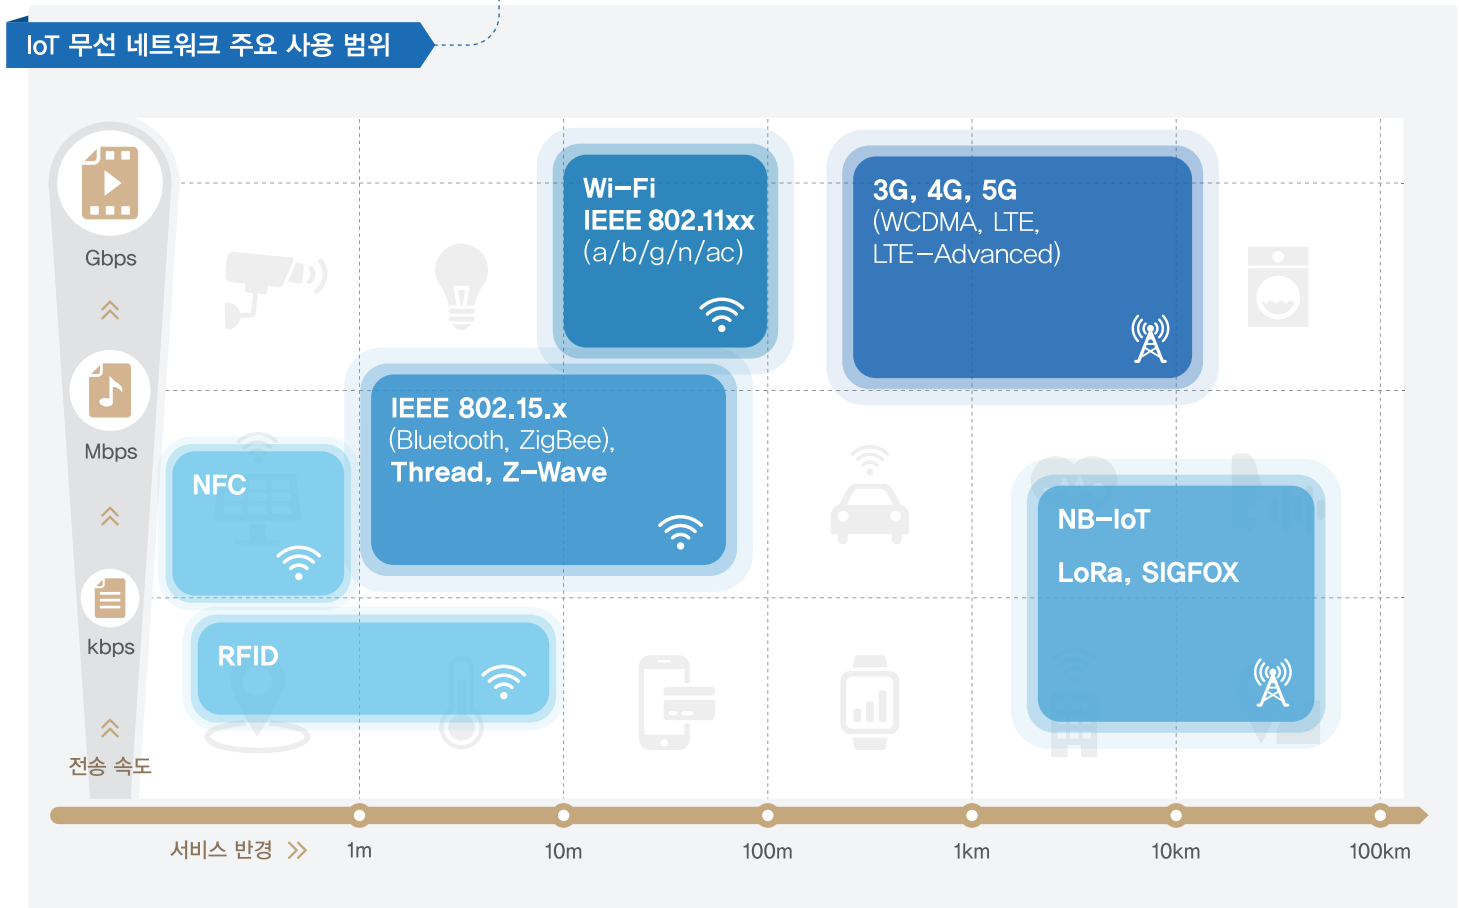 IoT 무선 네트워크 주요 사용 범위
Gbps
Mbps
kbps
전송 속도
Wi-Fi
IEEE 802.11xx
(a/b/g/n/ac)
3G, 4G, 5G
(WCDMA, LTE,
LTE-Advanced)
IEEE 802.15.x
(Bluetooth, ZigBee),
Thread, Z-Wave
NFC
NB-IoT
LoRa, SIGFOX
RFID
서비스 반경
1m
10m
100m
1km
10km
100km